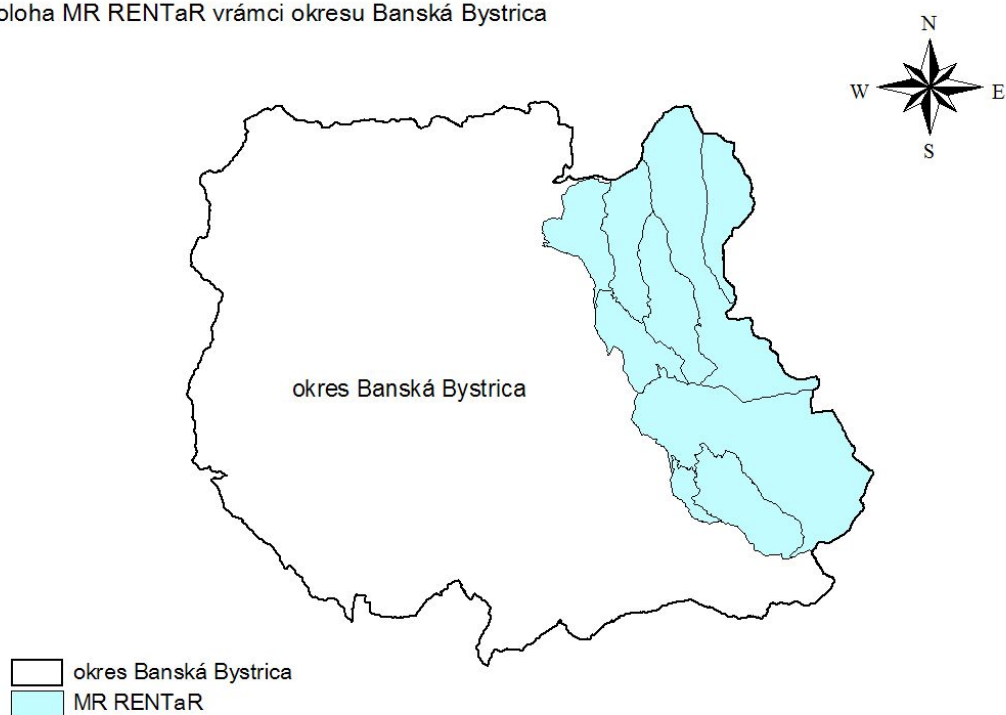 oloha MR RENTaR vrámci okresu Banská Bystrica
N
W
E
S
okres Banská Bystrica
okres Banská Bystrica
MR RENTaR